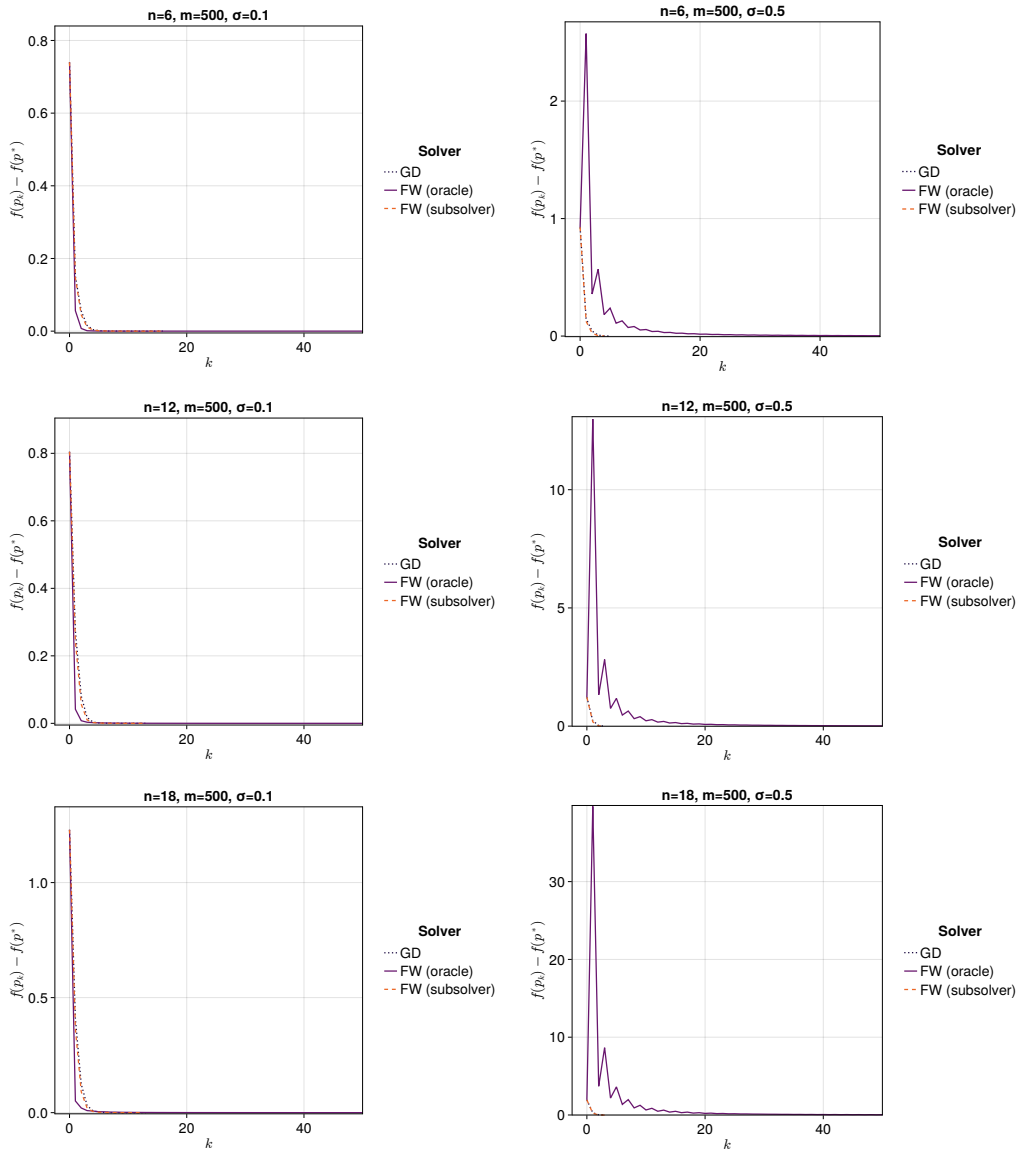 n=6, m=500, σ=0.1
0.8
0.6
0.4
0.2
0.0
f(p_k) − f(p*)
0
20
40
k
Solver
GD
FW (oracle)
FW (subsolver)
n=6, m=500, σ=0.5
2
1
0
f(p_k) − f(p*)
0
20
40
k
Solver
GD
FW (oracle)
FW (subsolver)
n=12, m=500, σ=0.1
0.8
0.6
0.4
0.2
0.0
f(p_k) − f(p*)
0
20
40
k
Solver
GD
FW (oracle)
FW (subsolver)
n=12, m=500, σ=0.5
10
5
0
f(p_k) − f(p*)
0
20
40
k
Solver
GD
FW (oracle)
FW (subsolver)
n=18, m=500, σ=0.1
1.0
0.5
0.0
f(p_k) − f(p*)
0
20
40
k
Solver
GD
FW (oracle)
FW (subsolver)
n=18, m=500, σ=0.5
30
20
10
0
f(p_k) − f(p*)
0
20
40
k
Solver
GD
FW (oracle)
FW (subsolver)